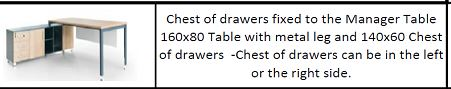 Chest of drawers fixed to the Manager Table
160x80 Table with metal leg and 140x60 Chest
of drawers  -Chest of drawers can be in the left
or the right side.